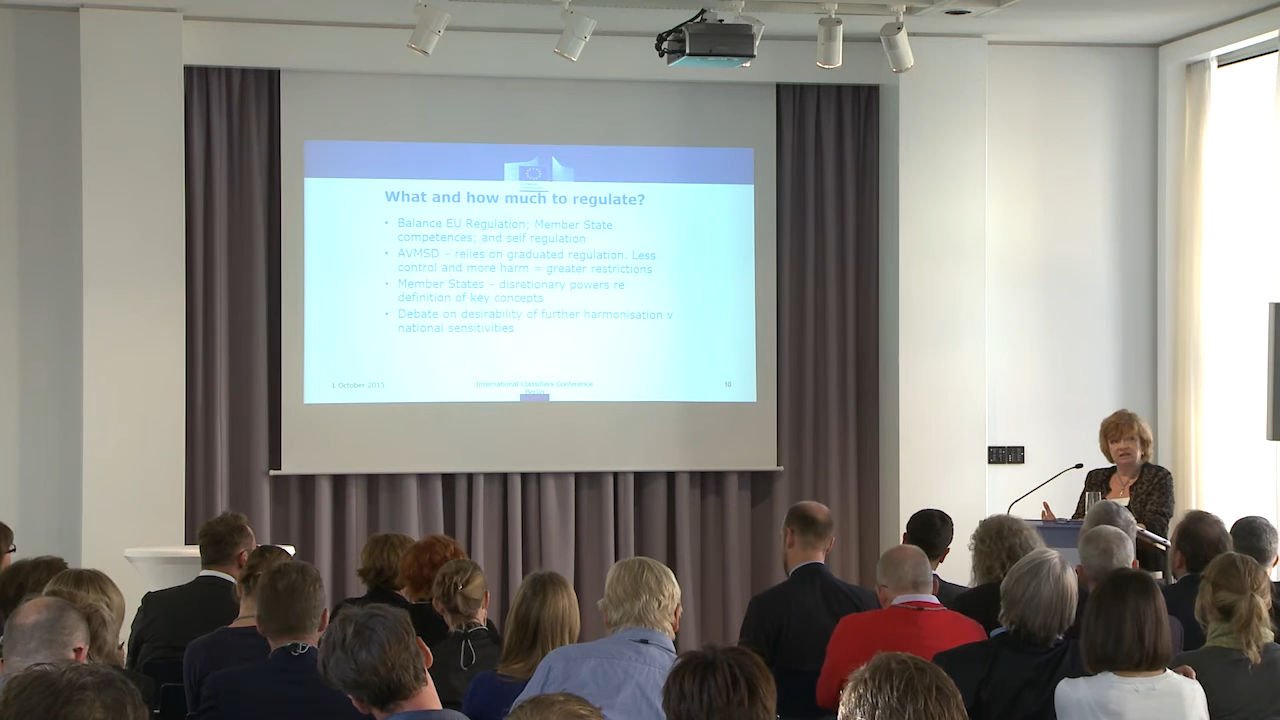 What and how much to regulate?
• Balance EU Regulation; Member State
competences; and self regulation
• AVMSD – relies on graduated regulation. Less
control and more harm = greater restrictions
• Member States – disretionary powers re
definition of key concepts
• Debate on desirability of further harmonisation v
national sensitivities
1 October 2015
International Classifiers Conference
Berlin
10